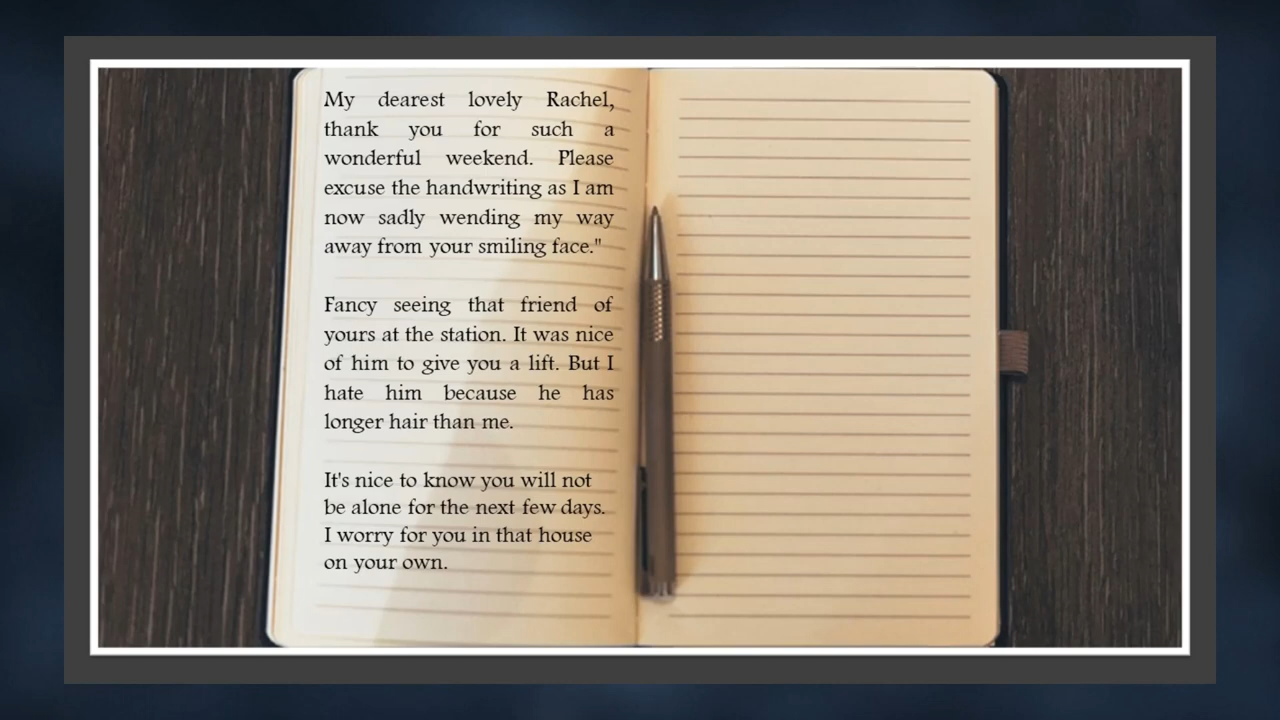 My dearest lovely Rachel,
thank you for such a
wonderful weekend. Please
excuse the handwriting as I am
now sadly wending my way
away from your smiling face."
Fancy seeing that friend of
yours at the station. It was nice
of him to give you a lift. But I
hate him because he has
longer hair than me.
It's nice to know you will not
be alone for the next few days.
I worry for you in that house
on your own.